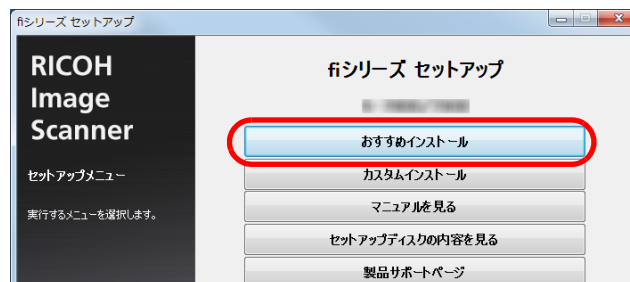 fiシリーズ セットアップ
RICOH
Image
Scanner
セットアップメニュー
実行するメニューを選択します。
fiシリーズ セットアップ
おすすめインストール
カスタムインストール
マニュアルを見る
セットアップディスクの内容を見る
製品サポートページ